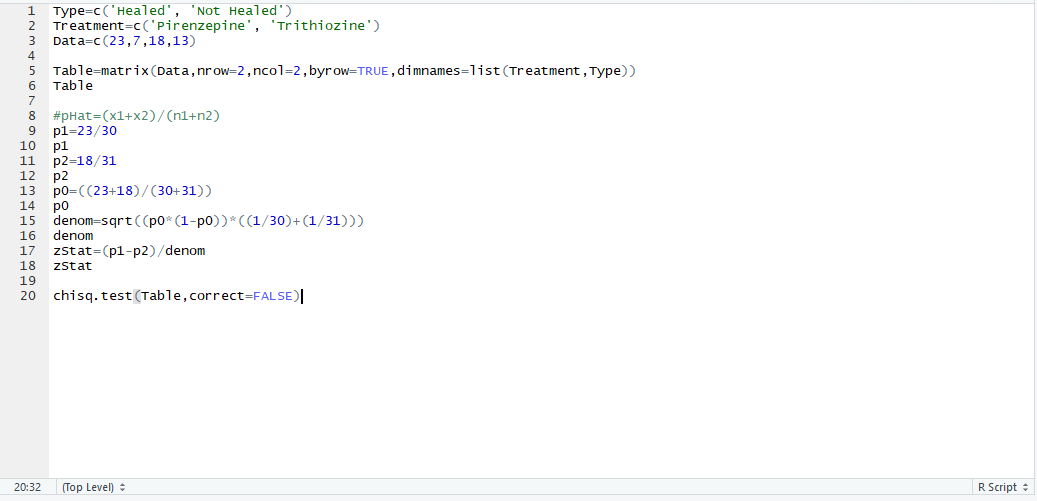 1 Type=c('Healed', 'Not Healed')
2 Treatment=c('Pirenzepine', 'Trithiozine')
3 Data=c(23,7,18,13)
4
5 Table=matrix(Data,nrow=2,ncol=2,byrow=TRUE,dimnames=list(Treatment,Type))
6 Table
7
8 #pHat=(x1+x2)/(n1+n2)
9 p1=23/30
10 p1
11 p2=18/31
12 p2
13 p0=((23+18)/(30+31))
14 p0
15 denom=sqrt((p0*(1-p0))*((1/30)+(1/31)))
16 denom
17 zStat=(p1-p2)/denom
18 zStat
19
20 chisq.test(Table,correct=FALSE)
20:32 (Top Level) R Script